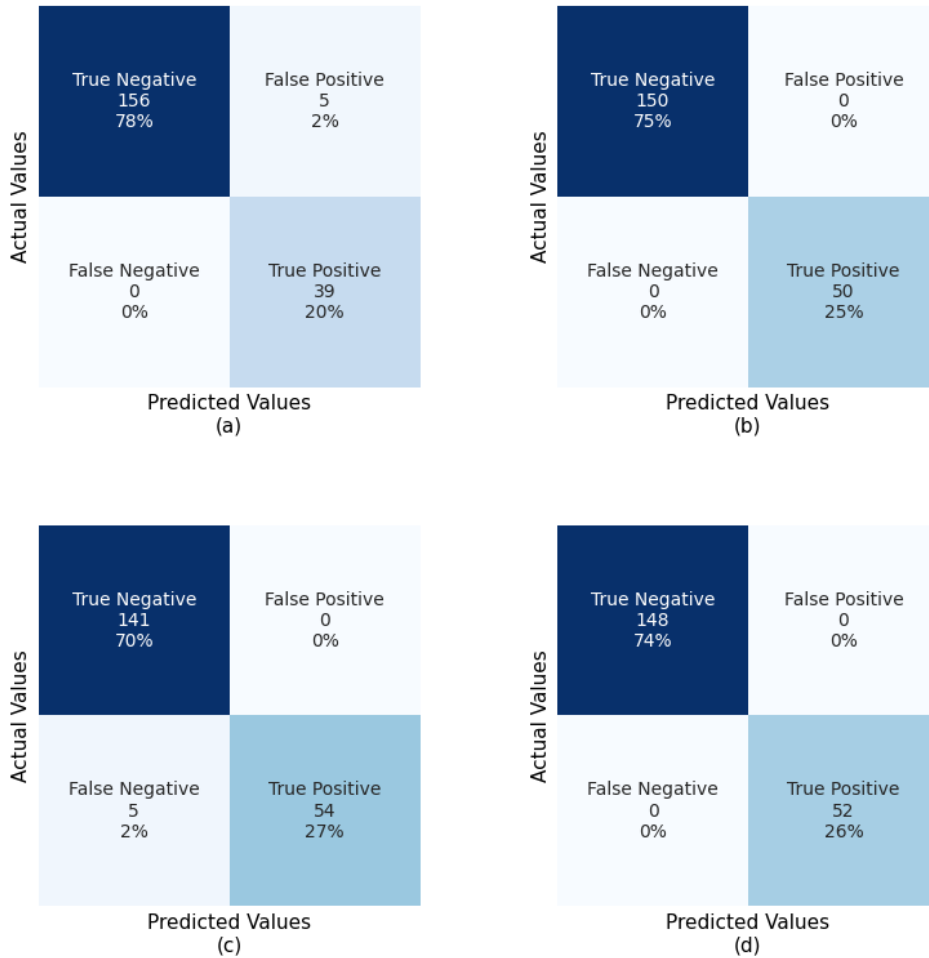 Actual Values
True Negative
156
78%
False Positive
5
2%
False Negative
0
0%
True Positive
39
20%
Predicted Values
(a)
Actual Values
True Negative
150
75%
False Positive
0
0%
False Negative
0
0%
True Positive
50
25%
Predicted Values
(b)
Actual Values
True Negative
141
70%
False Positive
0
0%
False Negative
5
2%
True Positive
54
27%
Predicted Values
(c)
Actual Values
True Negative
148
74%
False Positive
0
0%
False Negative
0
0%
True Positive
52
26%
Predicted Values
(d)